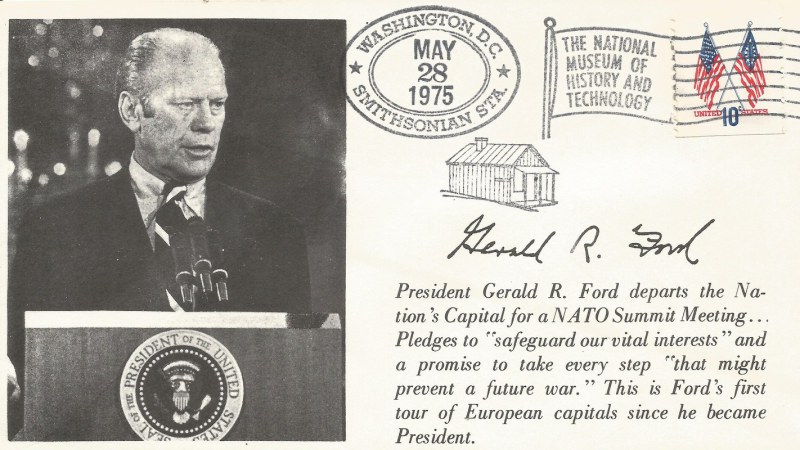 WASHINGTON, D.C.
MAY
28
1975
SMITHSONIAN STA.
THE NATIONAL
MUSEUM OF
HISTORY AND
TECHNOLOGY
UNITED STATES
10c
Gerald R. Ford
President Gerald R. Ford departs the Na-
tion's Capital for a NATO Summit Meeting...
Pledges to "safeguard our vital interests" and
a promise to take every step "that might
prevent a future war." This is Ford's first
tour of European capitals since he became
President.
SEAL OF THE PRESIDENT OF THE UNITED STATES